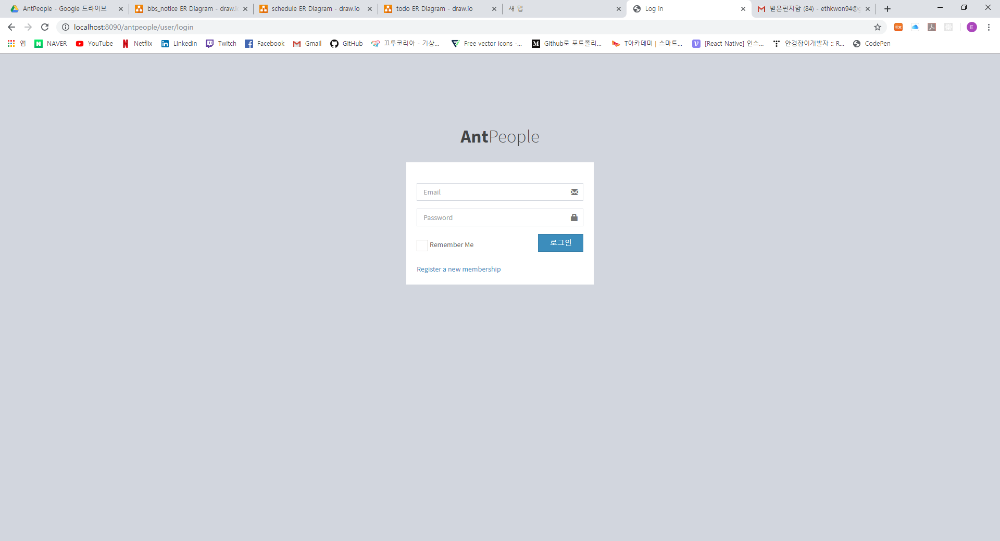 AntPeople - Google 드라이브
bbs_notice ER Diagram - draw.i
schedule ER Diagram - draw.io
todo ER Diagram - draw.io
새 탭
Log in
받은편지함 (84) - ethkwon94@g
localhost:8090/antpeople/user/login
E
앱
NAVER
YouTube
Netflix
LinkedIn
Twitch
Facebook
Gmail
GitHub
끄투코리아 - 기상...
Free vector icons -...
Github로 포트폴리...
T아카데미 | 스마트...
[React Native] 인스...
안경잡이개발자 :: R...
CodePen
AntPeople
Email
Password
Remember Me
로그인
Register a new membership